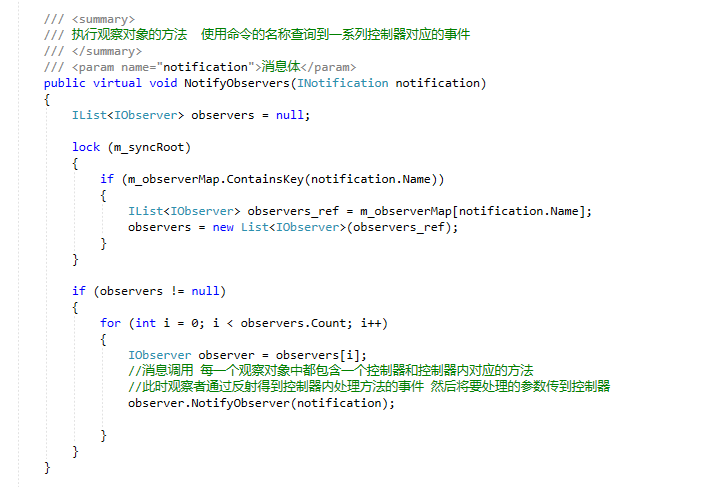 /// <summary>
/// 执行观察对象的方法  使用命令的名称查询到一系列控制器对应的事件
/// </summary>
/// <param name="notification">消息体</param>
public virtual void NotifyObservers(INotification notification)
{
    IList<IObserver> observers = null;

    lock (m_syncRoot)
    {
        if (m_observerMap.ContainsKey(notification.Name))
        {
            IList<IObserver> observers_ref = m_observerMap[notification.Name];
            observers = new List<IObserver>(observers_ref);
        }
    }

    if (observers != null)
    {
        for (int i = 0; i < observers.Count; i++)
        {
            IObserver observer = observers[i];
            //消息调用 每一个观察对象中都包含一个控制器和控制器内对应的方法
            //此时观察者通过反射得到控制器内处理方法的事件 然后将要处理的参数传到控制器
            observer.NotifyObserver(notification);

        }
    }
}